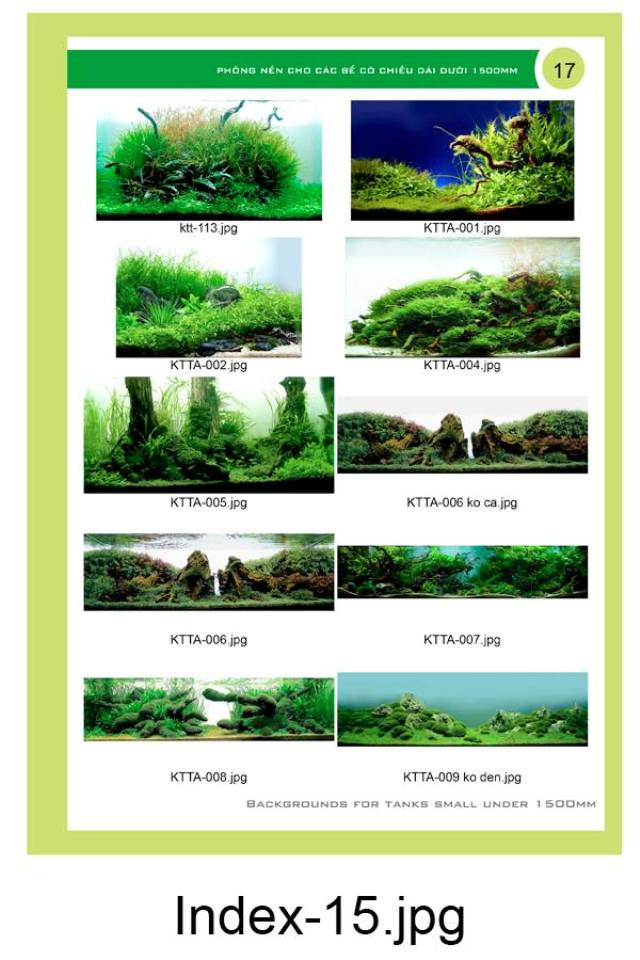 PHÔNG NỀN CHO CÁC BỂ CÓ CHIỀU DÀI DƯỚI 1500MM
17
ktt-113.jpg
KTTA-001.jpg
KTTA-002.jpg
KTTA-004.jpg
KTTA-005.jpg
KTTA-006 ko ca.jpg
KTTA-006.jpg
KTTA-007.jpg
KTTA-008.jpg
KTTA-009 ko den.jpg
BACKGROUNDS FOR TANKS SMALL UNDER 1500MM
Index-15.jpg